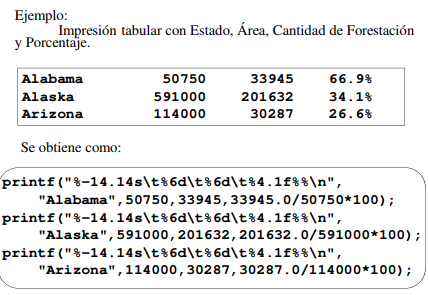 Ejemplo:
Impresión tabular con Estado, Área, Cantidad de Forestación
y Porcentaje.
Alabama 50750 33945 66.9%
Alaska 591000 201632 34.1%
Arizona 114000 30287 26.6%
Se obtiene como:
printf("%-14.14s\t%6d\t%6d\t%4.1f%%\n",
"Alabama",50750,33945,33945.0/50750*100);
printf("%-14.14s\t%6d\t%6d\t%4.1f%%\n",
"Alaska",591000,201632,201632.0/591000*100);
printf("%-14.14s\t%6d\t%6d\t%4.1f%%\n",
"Arizona",114000,30287,30287.0/114000*100);